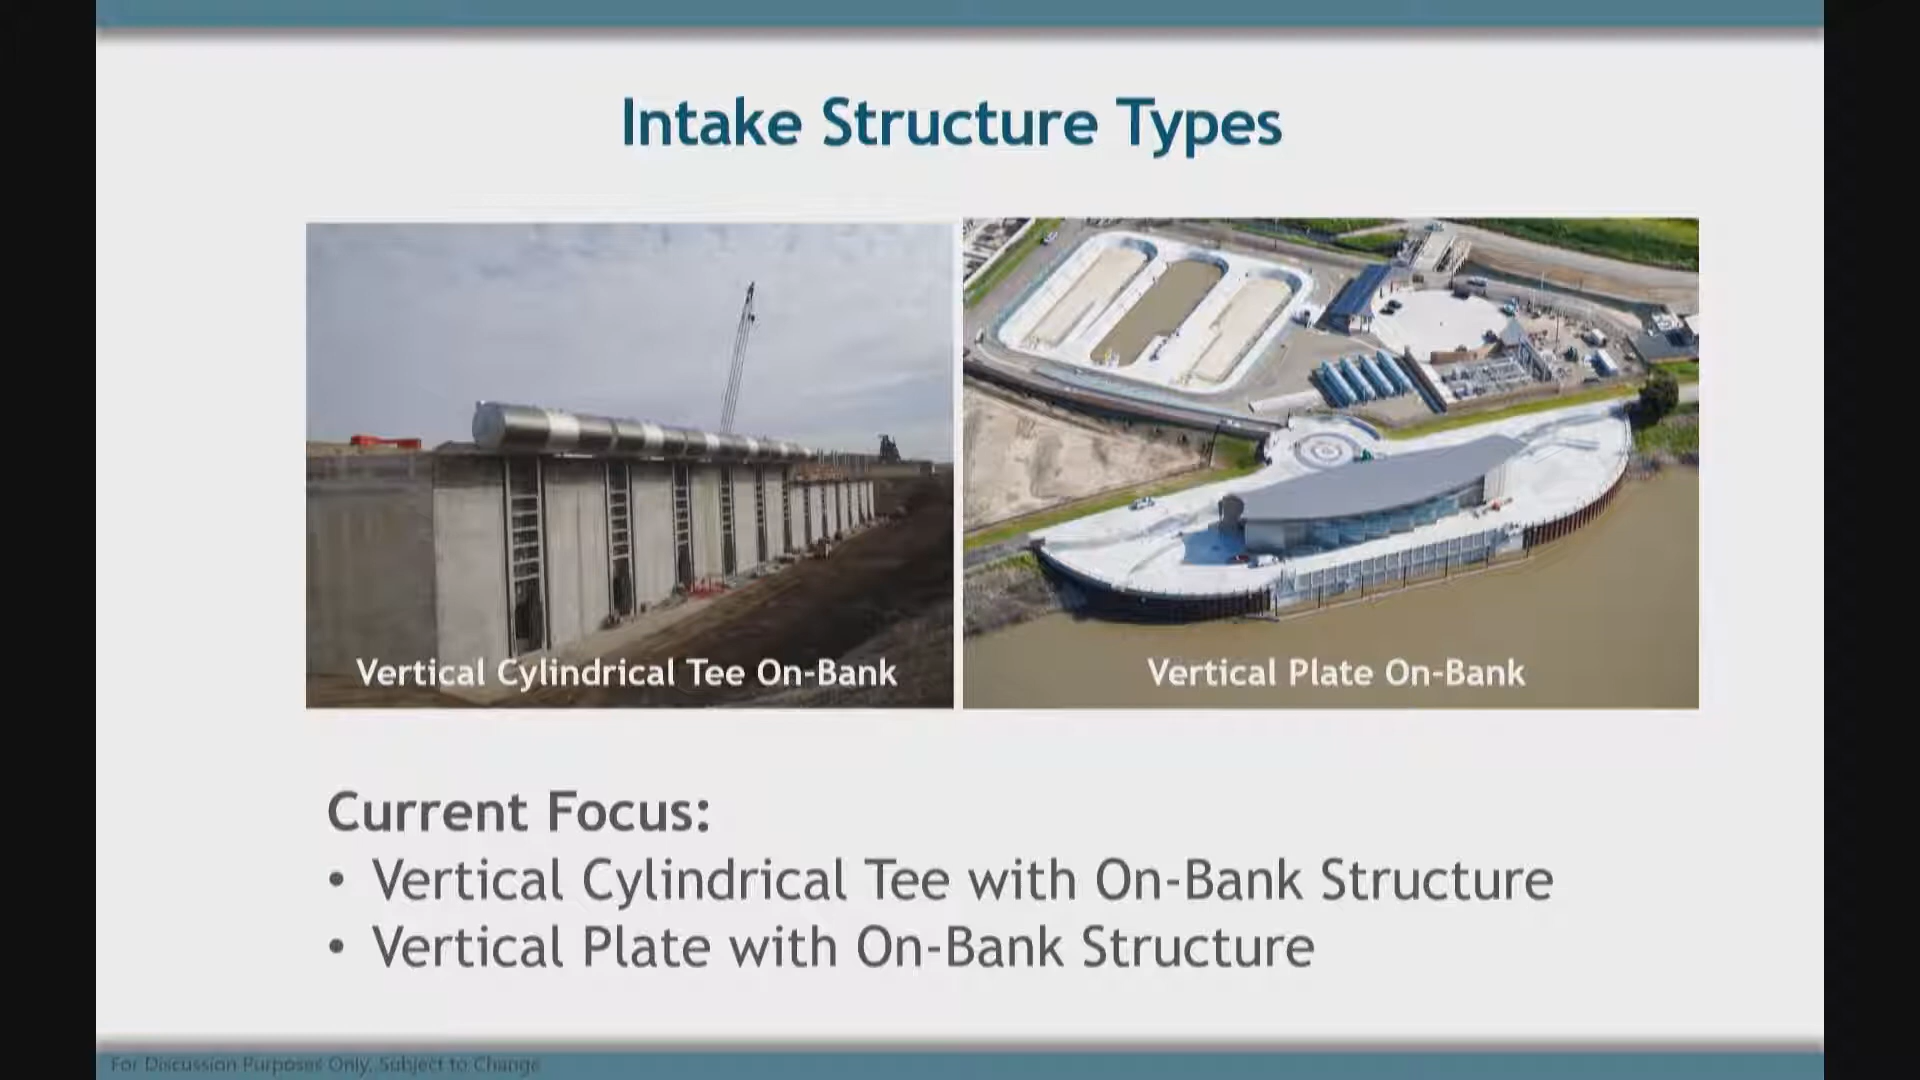 Intake Structure Types
Vertical Cylindrical Tee On-Bank
Vertical Plate On-Bank
Current Focus:
• Vertical Cylindrical Tee with On-Bank Structure
• Vertical Plate with On-Bank Structure
For Discussion Purposes Only, Subject to Change